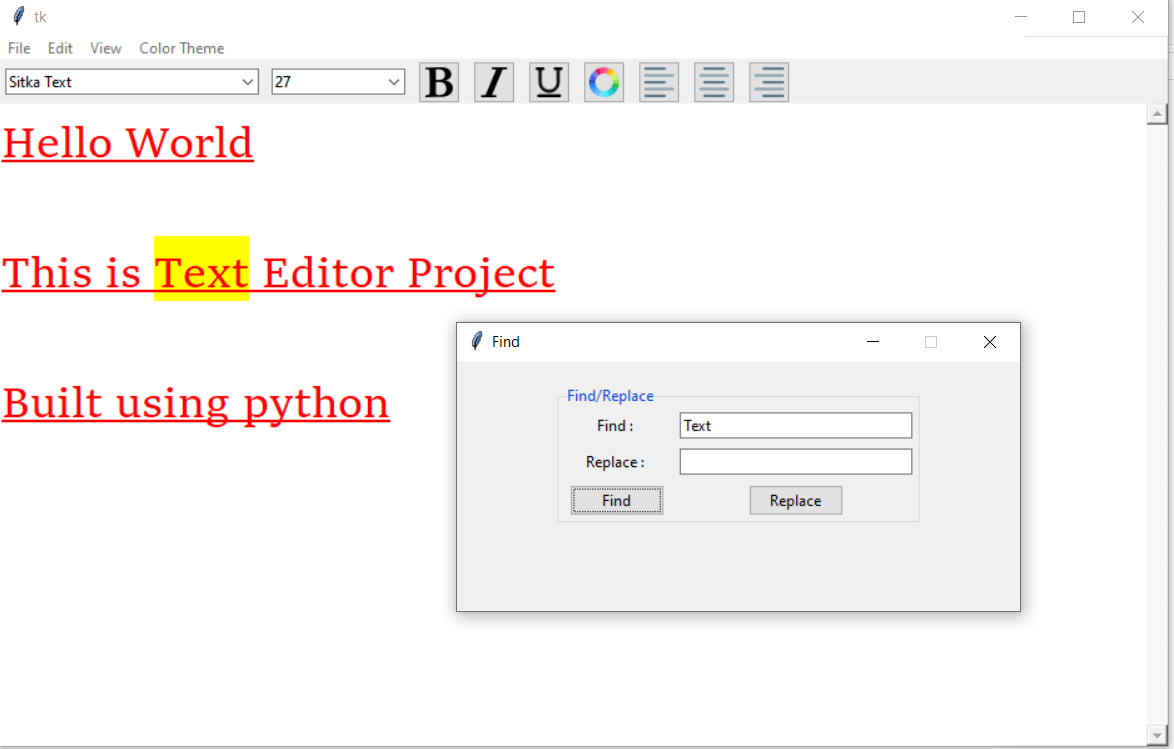 tk
File Edit View Color Theme
Sitka Text 27 B I U
Hello World
This is Text Editor Project
Built using python
Find
Find/Replace
Find : Text
Replace :
Find Replace